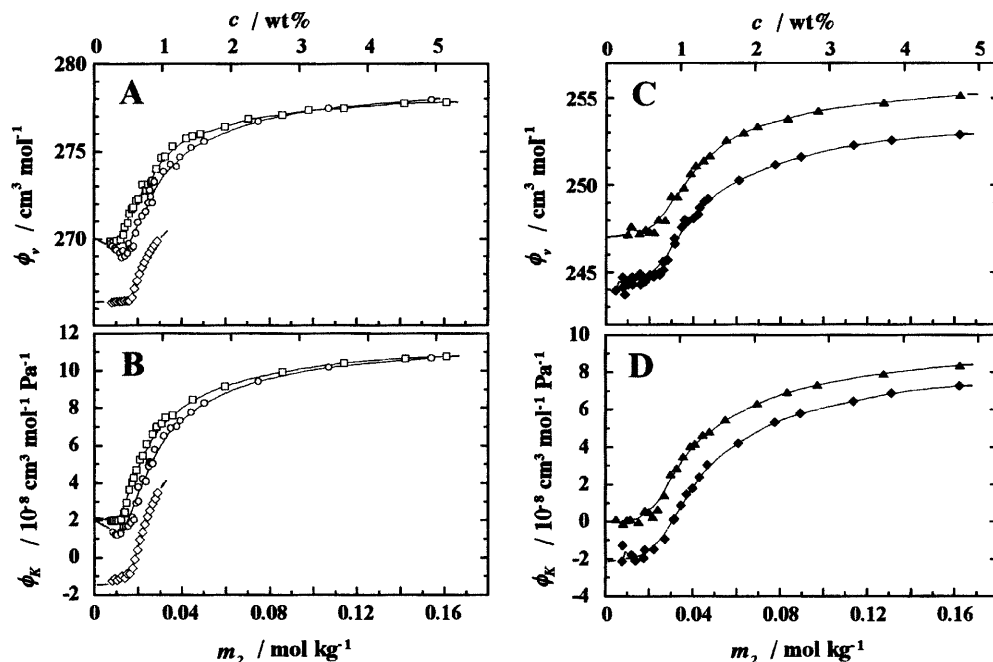 c / wt%
0 1 2 3 4 5
c / wt%
0 1 2 3 4 5
A
280
275
270
ϕv / cm³ mol⁻¹
C
255
250
245
ϕv / cm³ mol⁻¹
B
12
10
8
6
4
2
0
-2
ϕK / 10⁻⁸ cm³ mol⁻¹ Pa⁻¹
0 0.04 0.08 0.12 0.16
m₂ / mol kg⁻¹
D
10
8
6
4
2
0
-2
-4
ϕK / 10⁻⁸ cm³ mol⁻¹ Pa⁻¹
0 0.04 0.08 0.12 0.16
m₂ / mol kg⁻¹